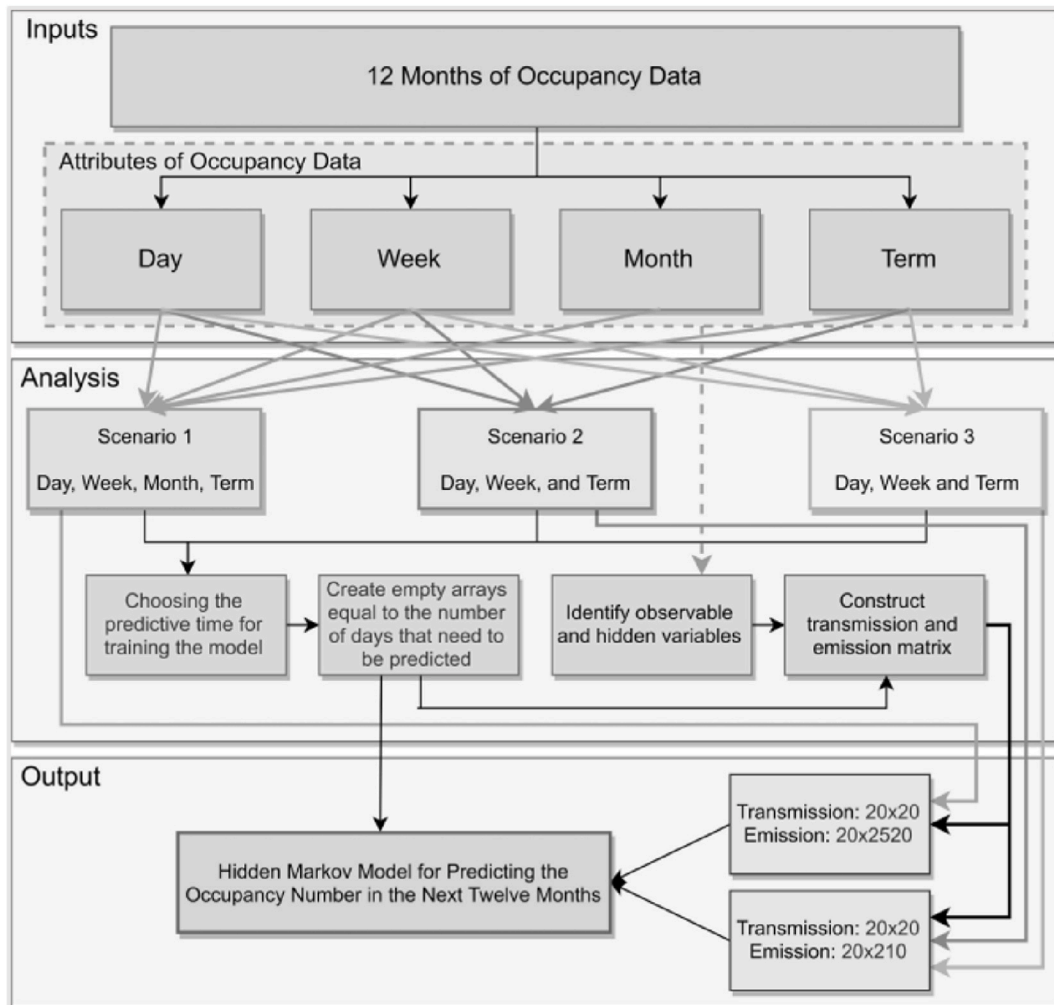 Inputs
12 Months of Occupancy Data
Attributes of Occupancy Data
Day
Week
Month
Term
Analysis
Scenario 1
Day, Week, Month, Term
Scenario 2
Day, Week, and Term
Scenario 3
Day, Week and Term
Choosing the
predictive time for
training the model
Create empty arrays
equal to the number
of days that need to
be predicted
Identify observable
and hidden variables
Construct
transmission and
emission matrix
Output
Hidden Markov Model for Predicting the
Occupancy Number in the Next Twelve Months
Transmission: 20x20
Emission: 20x2520
Transmission: 20x20
Emission: 20x210